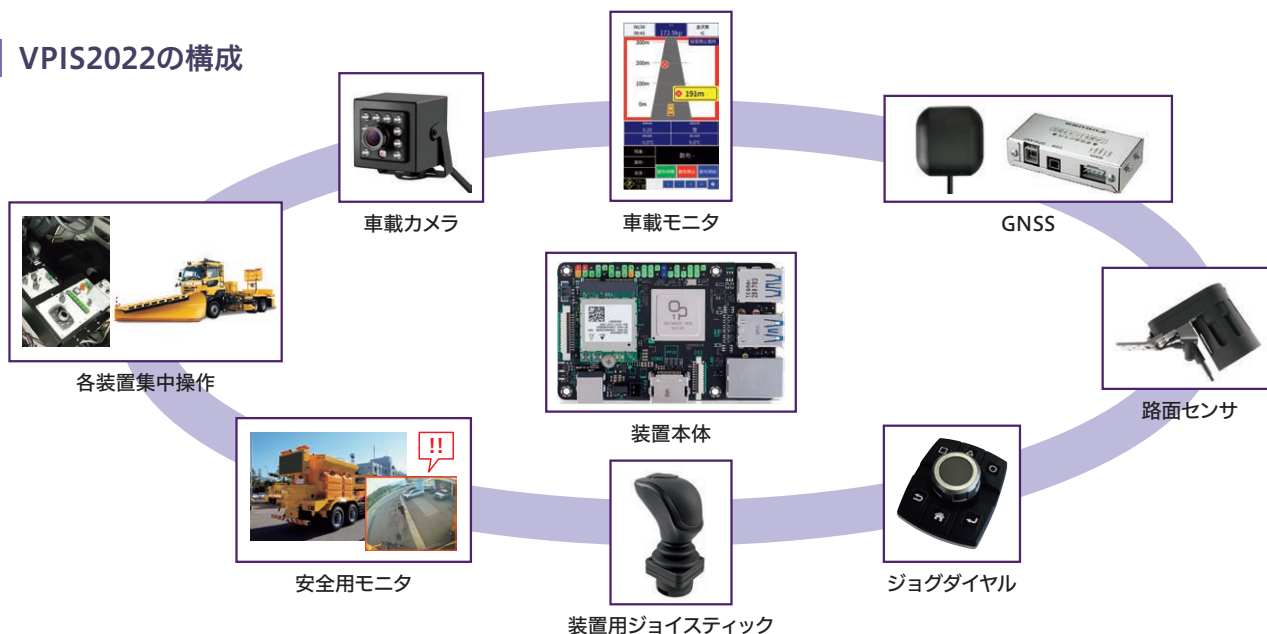 VPIS2022の構成
172.9kp
300m
200m
100m
0m
191m
車載カメラ
車載モニタ
GNSS
各装置集中操作
装置本体
路面センサ
!!
安全用モニタ
装置用ジョイスティック
ジョグダイヤル